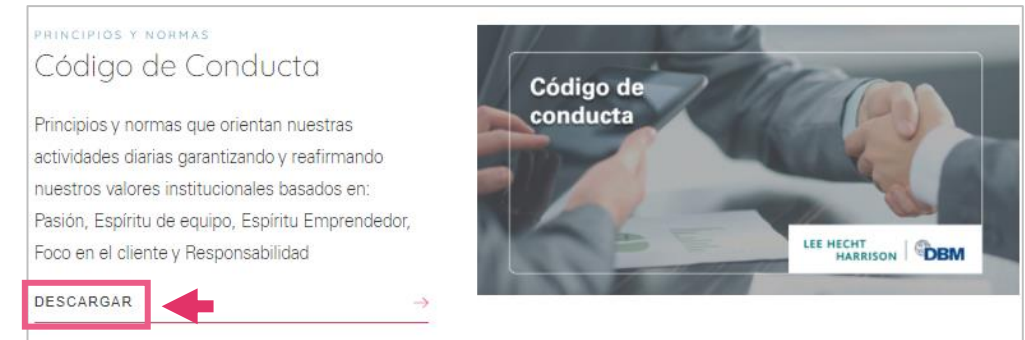 PRINCIPIOS Y NORMAS
Código de Conducta
Principios y normas que orientan nuestras
actividades diarias garantizando y reafirmando
nuestros valores institucionales basados en:
Pasión, Espíritu de equipo, Espíritu Emprendedor,
Foco en el cliente y Responsabilidad
DESCARGAR
Código de
conducta
LEE HECHT
HARRISON
DBM